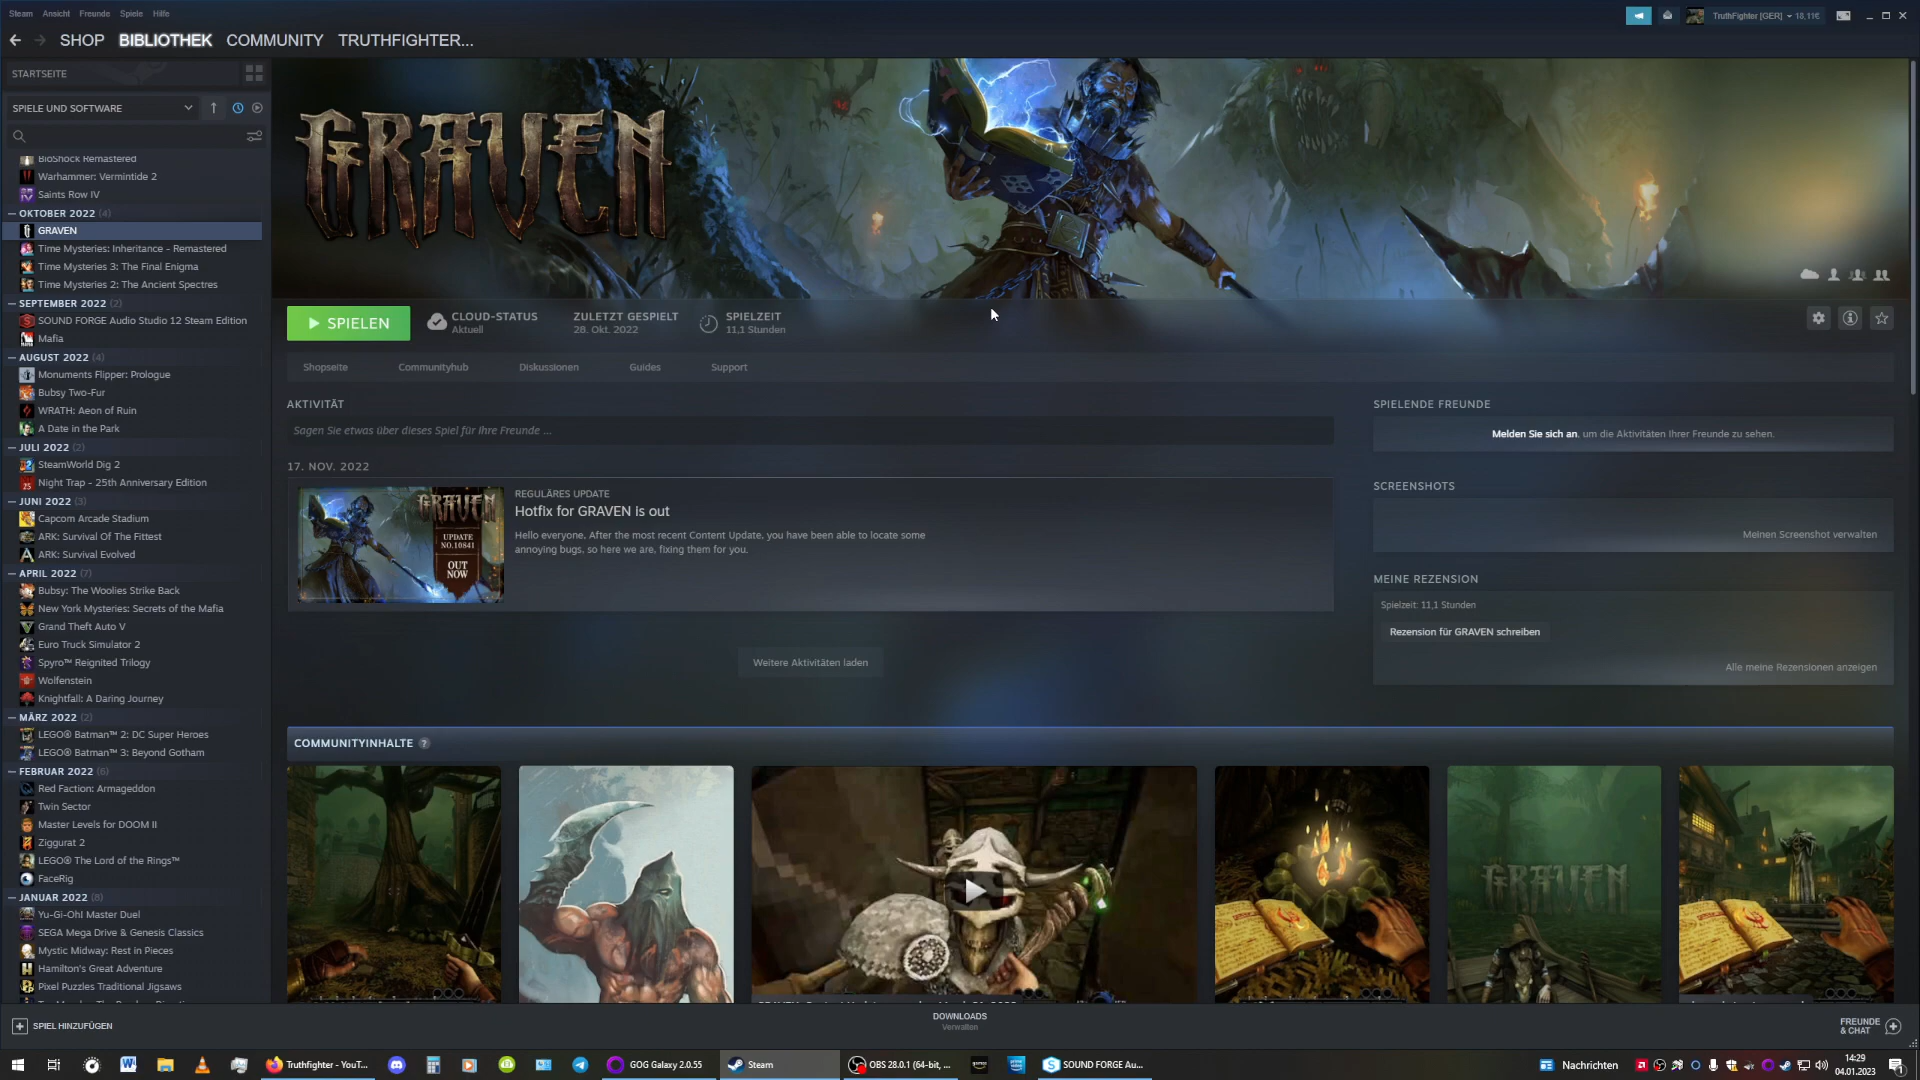 Steam Ansicht Freunde Spiele Hilfe
TruthFighter [GER] 18,11€
SHOP BIBLIOTHEK COMMUNITY TRUTHFIGHTER...
STARTSEITE
SPIELE UND SOFTWARE
BioShock Remastered
Warhammer: Vermintide 2
Saints Row IV
— OKTOBER 2022 (4)
GRAVEN
Time Mysteries: Inheritance - Remastered
Time Mysteries 3: The Final Enigma
Time Mysteries 2: The Ancient Spectres
— SEPTEMBER 2022 (2)
SOUND FORGE Audio Studio 12 Steam Edition
Mafia
— AUGUST 2022 (4)
Monuments Flipper: Prologue
Bubsy Two-Fur
WRATH: Aeon of Ruin
A Date in the Park
— JULI 2022 (2)
SteamWorld Dig 2
Night Trap - 25th Anniversary Edition
— JUNI 2022 (3)
Capcom Arcade Stadium
ARK: Survival Of The Fittest
ARK: Survival Evolved
— APRIL 2022 (7)
Bubsy: The Woolies Strike Back
New York Mysteries: Secrets of the Mafia
Grand Theft Auto V
Euro Truck Simulator 2
Spyro™ Reignited Trilogy
Wolfenstein
Knightfall: A Daring Journey
— MÄRZ 2022 (2)
LEGO® Batman™ 2: DC Super Heroes
LEGO® Batman™ 3: Beyond Gotham
— FEBRUAR 2022 (6)
Red Faction: Armageddon
Twin Sector
Master Levels for DOOM II
Ziggurat 2
LEGO® The Lord of the Rings™
FaceRig
— JANUAR 2022 (8)
Yu-Gi-Oh! Master Duel
SEGA Mega Drive & Genesis Classics
Mystic Midway: Rest in Pieces
Hamilton's Great Adventure
Pixel Puzzles Traditional Jigsaws
GRAVEN
SPIELEN
CLOUD-STATUS
Aktuell
ZULETZT GESPIELT
28. Okt. 2022
SPIELZEIT
11,1 Stunden
Shopseite Communityhub Diskussionen Guides Support
AKTIVITÄT
Sagen Sie etwas über dieses Spiel für Ihre Freunde ...
17. NOV. 2022
GRAVEN
UPDATE
NO.10841
OUT
NOW
REGULÄRES UPDATE
Hotfix for GRAVEN is out
Hello everyone, After the most recent Content Update, you have been able to locate some
annoying bugs, so here we are, fixing them for you.
Weitere Aktivitäten laden
SPIELENDE FREUNDE
Melden Sie sich an, um die Aktivitäten Ihrer Freunde zu sehen.
SCREENSHOTS
Meinen Screenshot verwalten
MEINE REZENSION
Spielzeit: 11,1 Stunden
Rezension für GRAVEN schreiben
Alle meine Rezensionen anzeigen
COMMUNITYINHALTE ?
GRAVEN
SPIEL HINZUFÜGEN
DOWNLOADS
Verwalten
FREUNDE
& CHAT
Truthfighter - YouT...
GOG Galaxy 2.0.55
Steam
OBS 28.0.1 (64-bit, ...
SOUND FORGE Au...
Nachrichten
14:29
04.01.2023